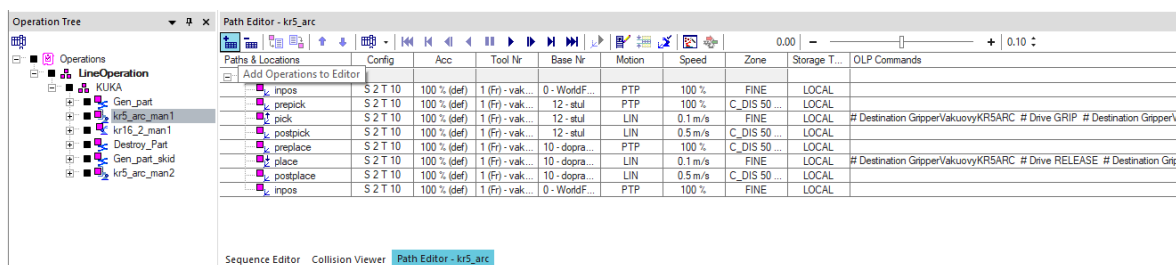 Operation Tree Path Editor - kr5_arc
0.00 0.10
Operations Paths & Locations Config Acc Tool Nr Base Nr Motion Speed Zone Storage T... OLP Commands
LineOperation Add Operations to Editor
KUKA inpos S 2 T 10 100 % (def) 1 (Fr) - vak... 0 - WorldF... PTP 100 % FINE LOCAL
Gen_part prepick S 2 T 10 100 % (def) 1 (Fr) - vak... 12 - stul PTP 100 % C_DIS 50 ... LOCAL
kr5_arc_man1 pick S 2 T 10 100 % (def) 1 (Fr) - vak... 12 - stul LIN 0.1 m/s FINE LOCAL # Destination GripperVakuovyKR5ARC # Drive GRIP # Destination GripperV
kr16_2_man1 postpick S 2 T 10 100 % (def) 1 (Fr) - vak... 12 - stul LIN 0.5 m/s C_DIS 50 ... LOCAL
Destroy_Part preplace S 2 T 10 100 % (def) 1 (Fr) - vak... 10 - dopra... PTP 100 % C_DIS 50 ... LOCAL
Gen_part_skid place S 2 T 10 100 % (def) 1 (Fr) - vak... 10 - dopra... LIN 0.1 m/s FINE LOCAL # Destination GripperVakuovyKR5ARC # Drive RELEASE # Destination Grip
kr5_arc_man2 postplace S 2 T 10 100 % (def) 1 (Fr) - vak... 10 - dopra... LIN 0.5 m/s C_DIS 50 ... LOCAL
inpos S 2 T 10 100 % (def) 1 (Fr) - vak... 0 - WorldF... PTP 100 % FINE LOCAL
Sequence Editor Collision Viewer Path Editor - kr5_arc